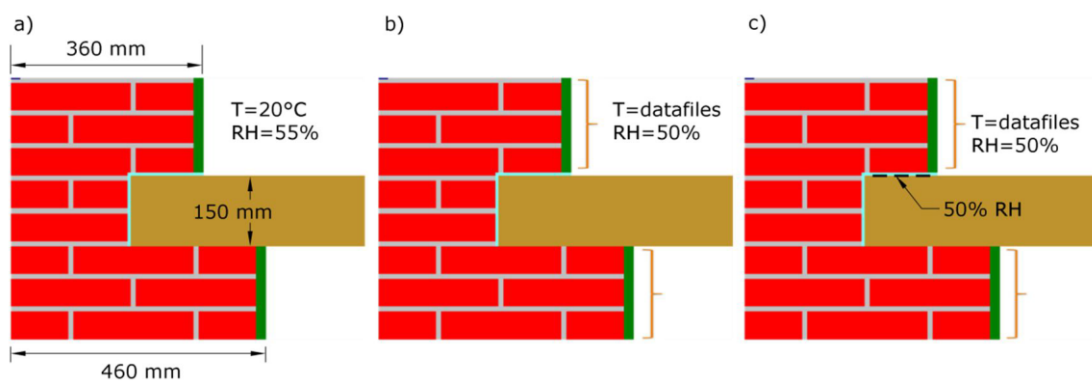 a)
360 mm
T=20°C
RH=55%
150 mm
460 mm
b)
T=datafiles
RH=50%
c)
T=datafiles
RH=50%
50% RH